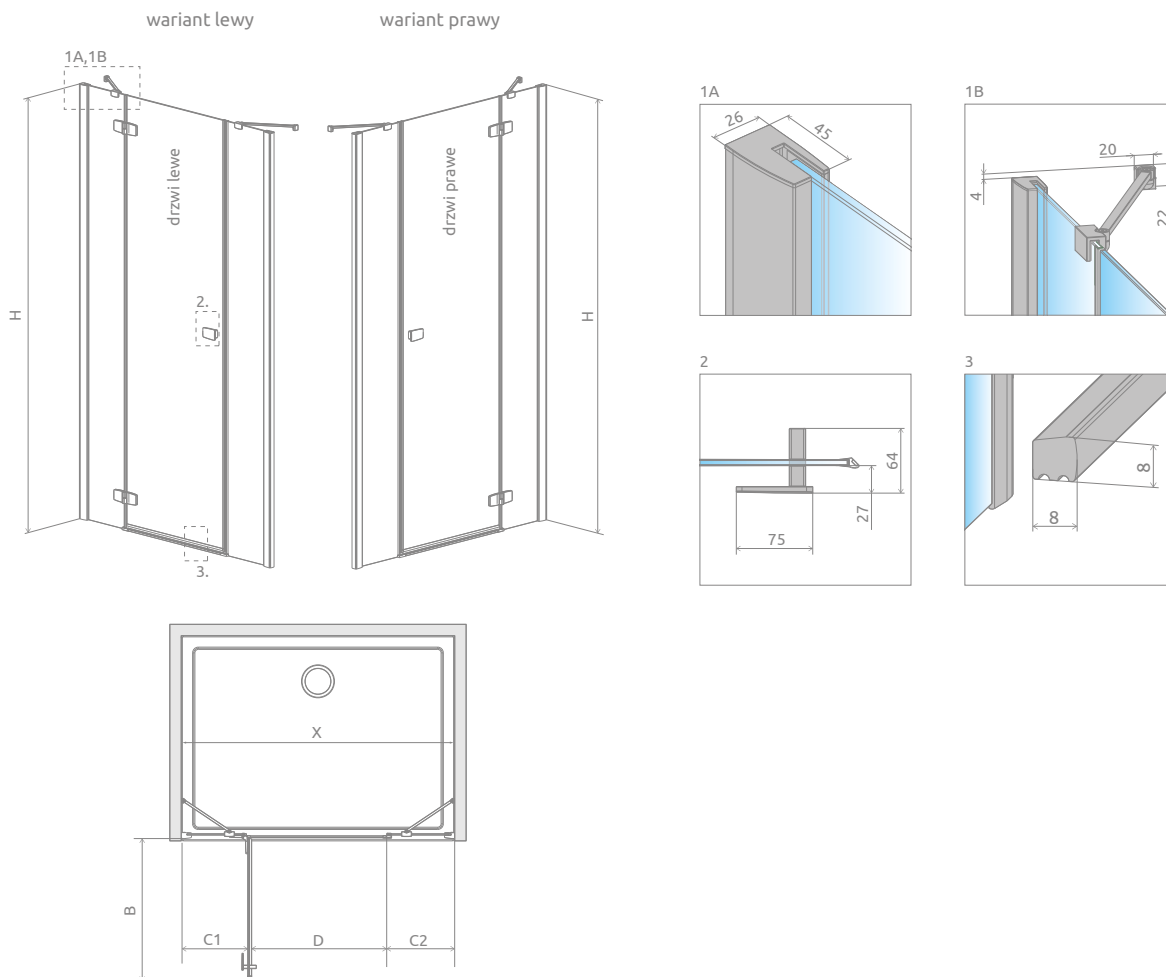 wariant lewy
wariant prawy
1A,1B
H
drzwi lewe
2.
3.
drzwi prawe
H
1A
26
45
1B
20
4
22
2
64
27
75
3
8
8
X
B
C1
D
C2